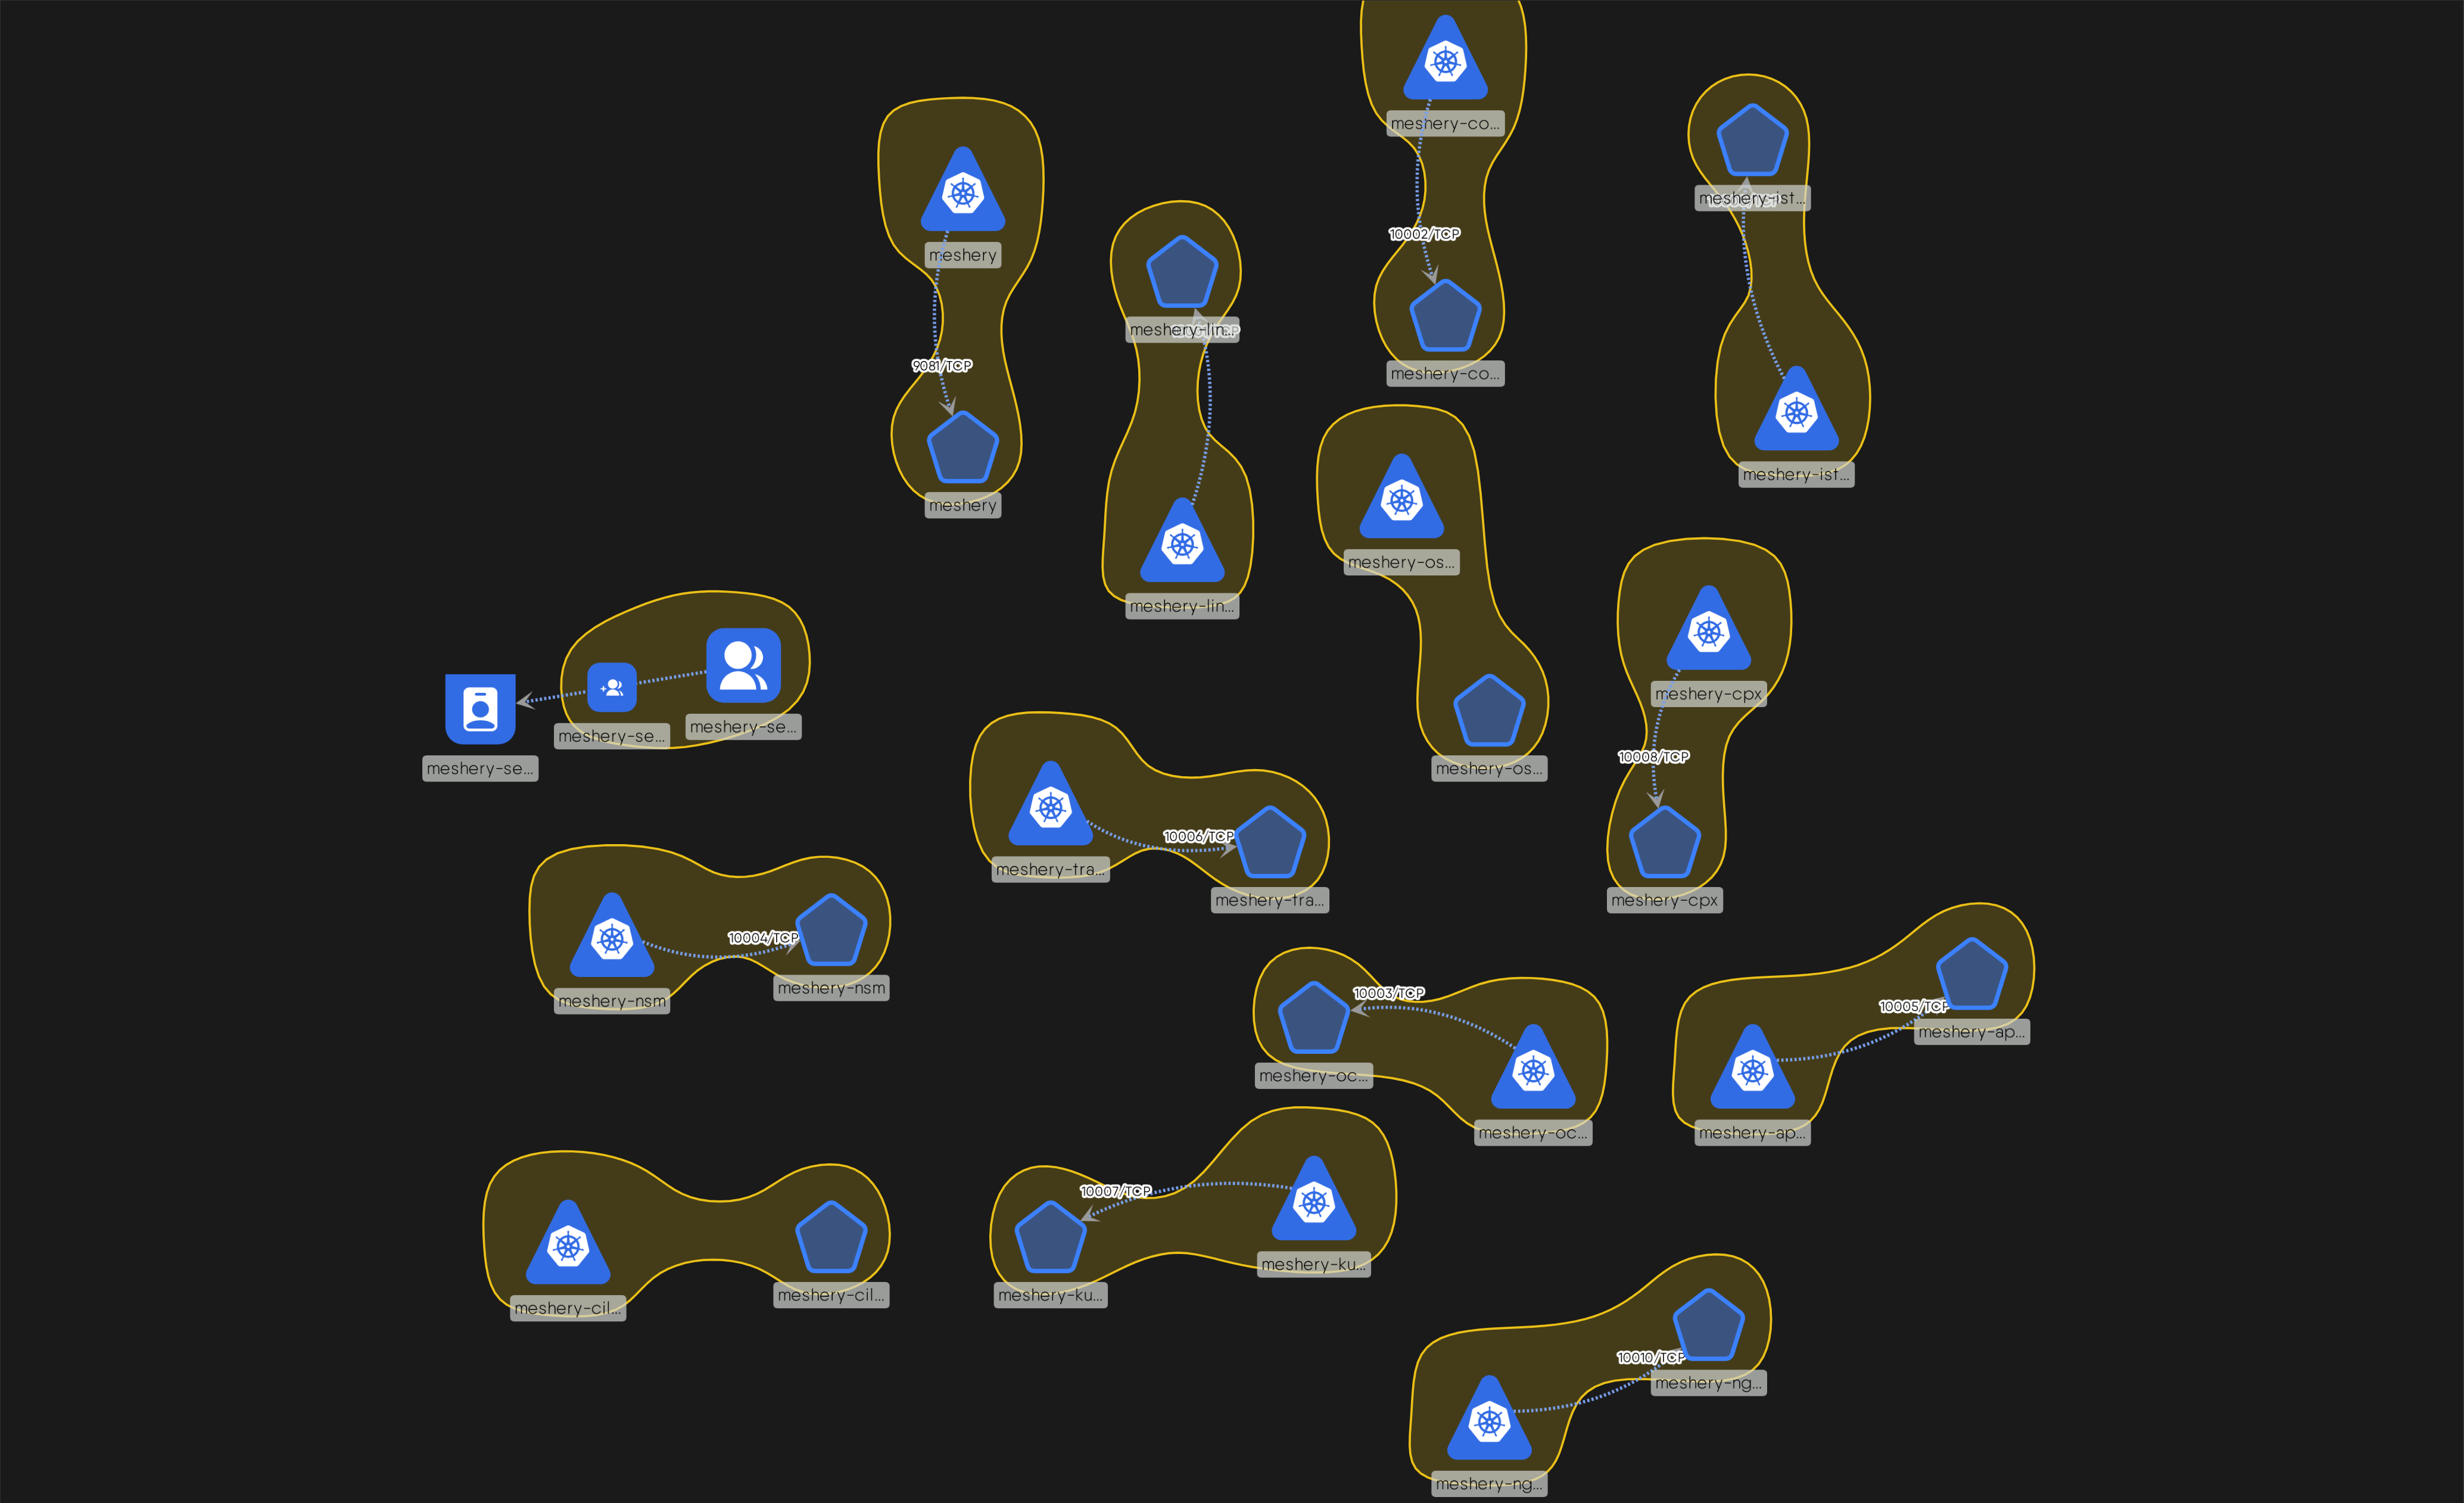 meshery-co...
10002/TCP
meshery-co...
meshery-ist...
meshery-ist...
meshery
9081/TCP
meshery
meshery-lin...
meshery-lin...
meshery-os...
meshery-os...
meshery-cpx
10008/TCP
meshery-cpx
meshery-se...
meshery-se...
meshery-se...
meshery-tra...
10006/TCP
meshery-tra...
meshery-nsm
10004/TCP
meshery-nsm
10003/TCP
meshery-oc...
meshery-oc...
10005/TCP
meshery-ap...
meshery-ap...
meshery-cil...
meshery-cil...
10007/TCP
meshery-ku...
meshery-ku...
10010/TCP
meshery-ng...
meshery-ng...